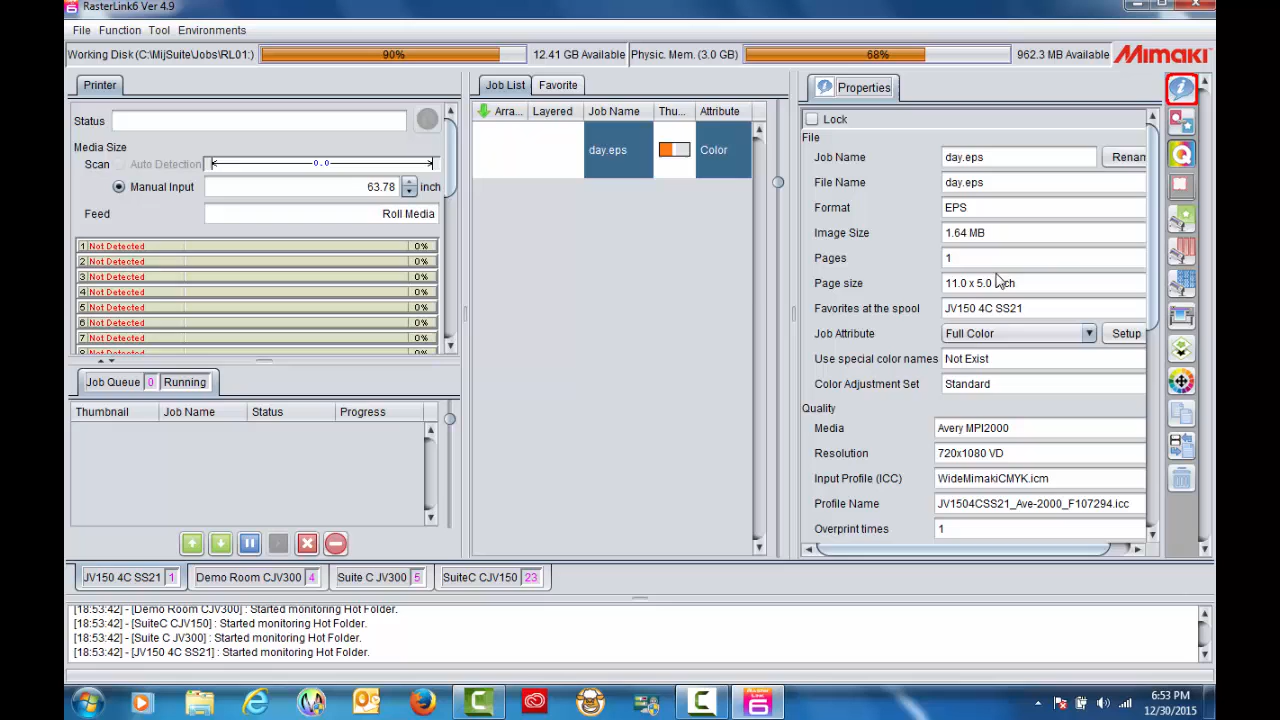 RasterLink6 Ver 4.9
File Function Tool Environments
Working Disk (C:\MijSuite\Jobs\RL01:) 90% 12.41 GB Available Physic. Mem. (3.0 GB) 68% 962.3 MB Available Mimaki
Printer
Status
Media Size
Scan Auto Detection 0.0
Manual Input 63.78 inch
Feed Roll Media
1 Not Detected 0%
2 Not Detected 0%
3 Not Detected 0%
4 Not Detected 0%
5 Not Detected 0%
6 Not Detected 0%
7 Not Detected 0%
Job Queue 0 Running
Thumbnail Job Name Status Progress
Job List Favorite
Arra... Layered Job Name Thu... Attribute
day.eps Color
Properties
Lock
File
Job Name day.eps Renam
File Name day.eps
Format EPS
Image Size 1.64 MB
Pages 1
Page size 11.0 x 5.0 inch
Favorites at the spool JV150 4C SS21
Job Attribute Full Color Setup
Use special color names Not Exist
Color Adjustment Set Standard
Quality
Media Avery MPI2000
Resolution 720x1080 VD
Input Profile (ICC) WideMimakiCMYK.icm
Profile Name JV1504CSS21_Ave-2000_F107294.icc
Overprint times 1
JV150 4C SS21 1 Demo Room CJV300 4 Suite C JV300 5 SuiteC CJV150 23
[18:53:42] - [Demo Room CJV300] : Started monitoring Hot Folder.
[18:53:42] - [SuiteC CJV150] : Started monitoring Hot Folder.
[18:53:42] - [Suite C JV300] : Started monitoring Hot Folder.
[18:53:42] - [JV150 4C SS21] : Started monitoring Hot Folder.
6:53 PM
12/30/2015